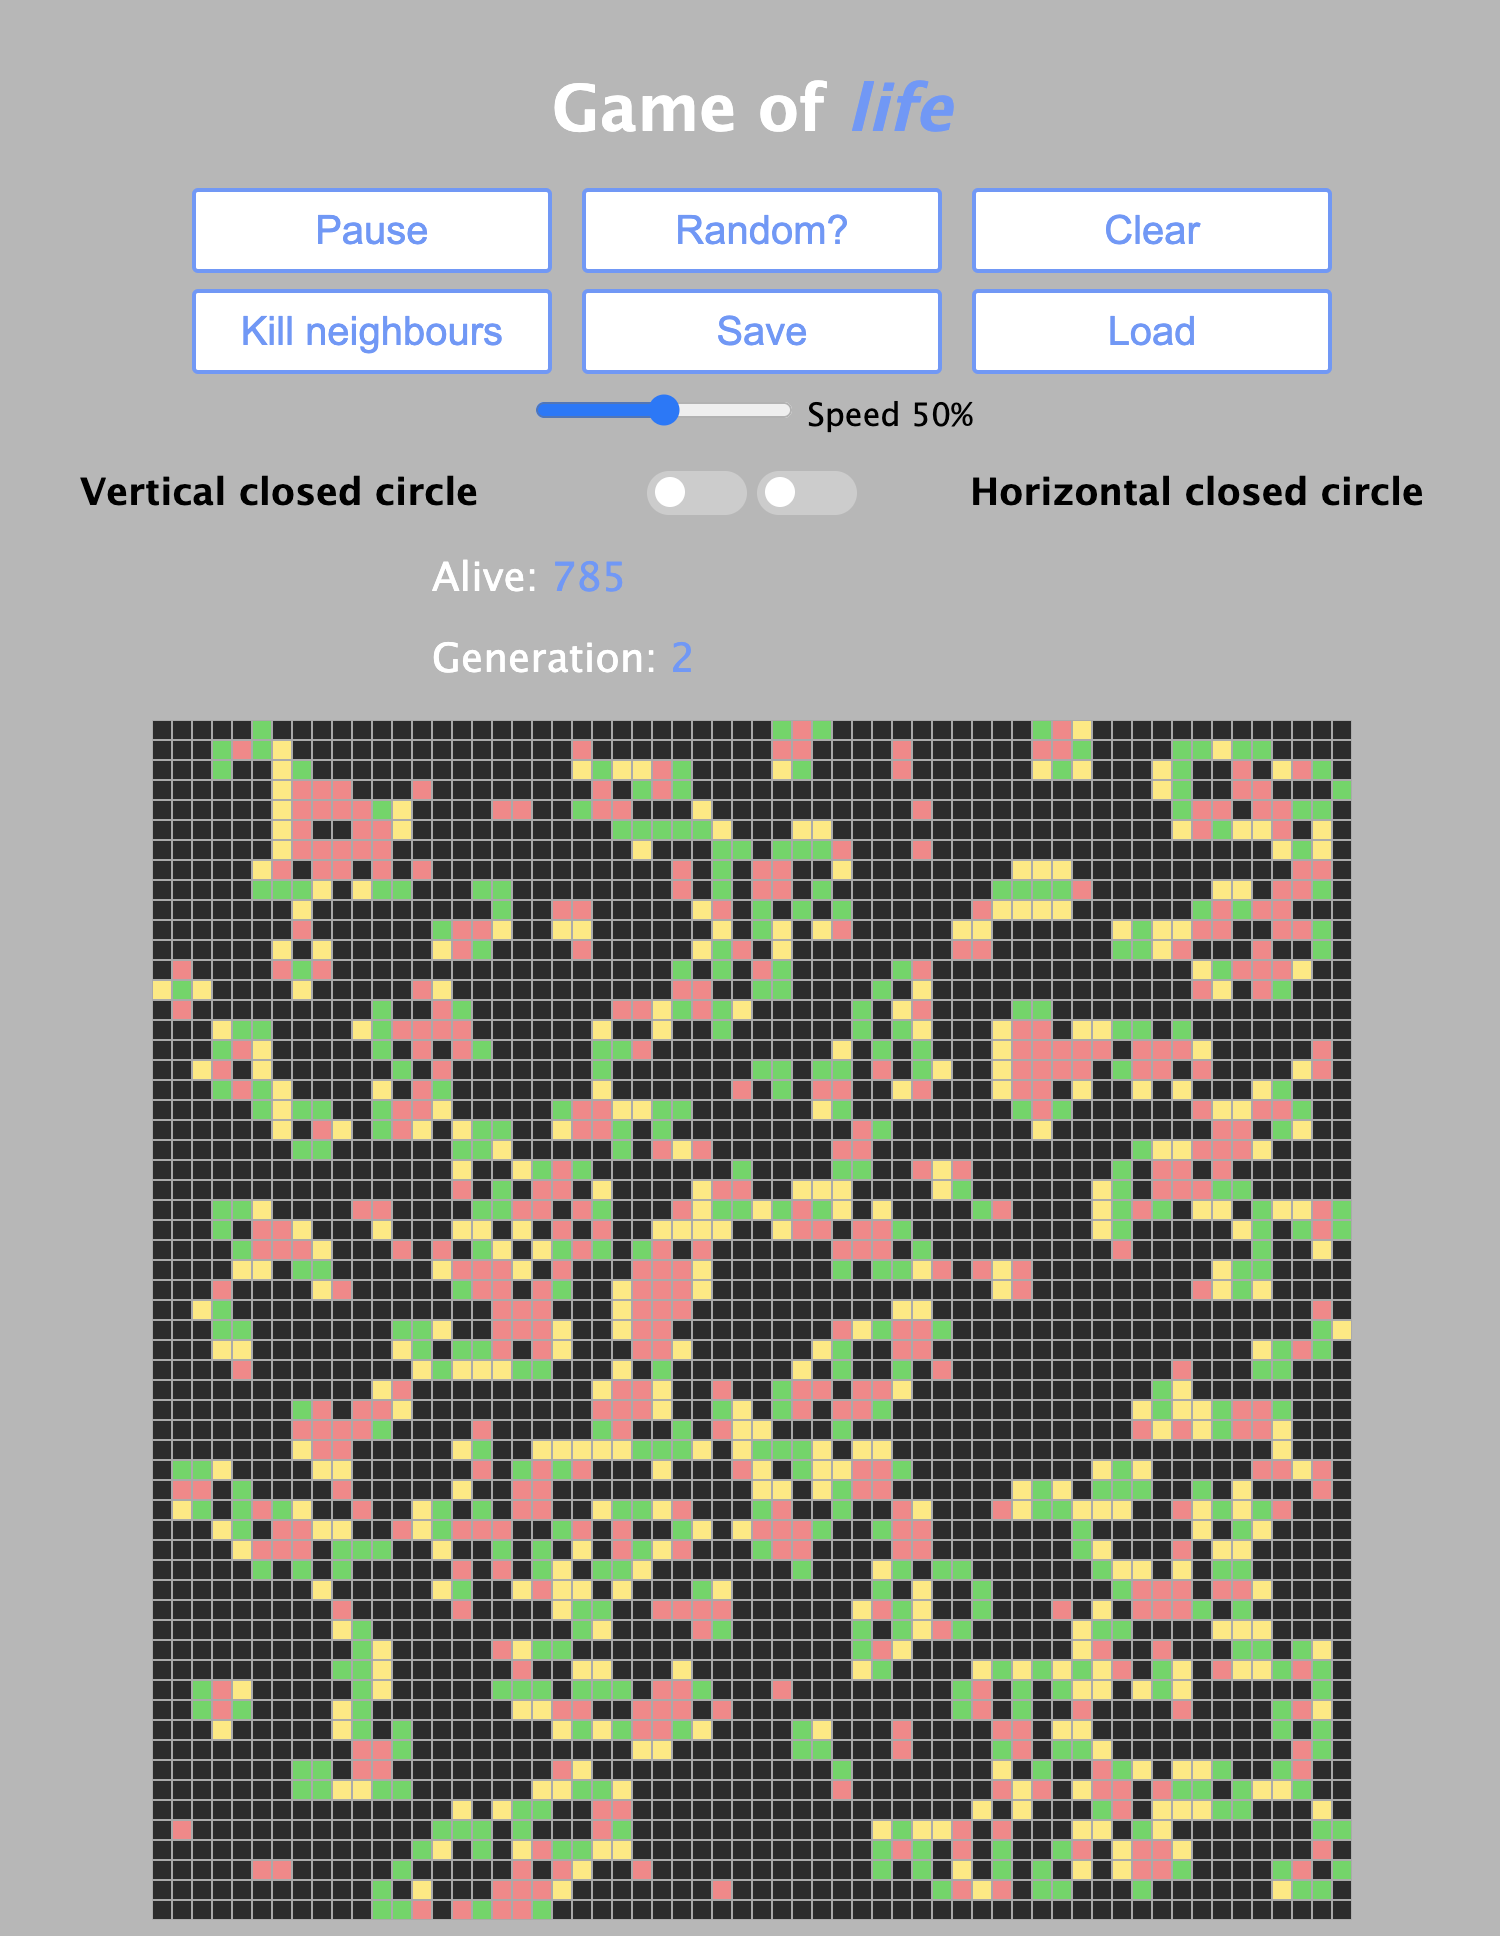 Game of life
Pause
Random?
Clear
Kill neighbours
Save
Load
Speed 50%
Vertical closed circle
Horizontal closed circle
Alive: 785
Generation: 2